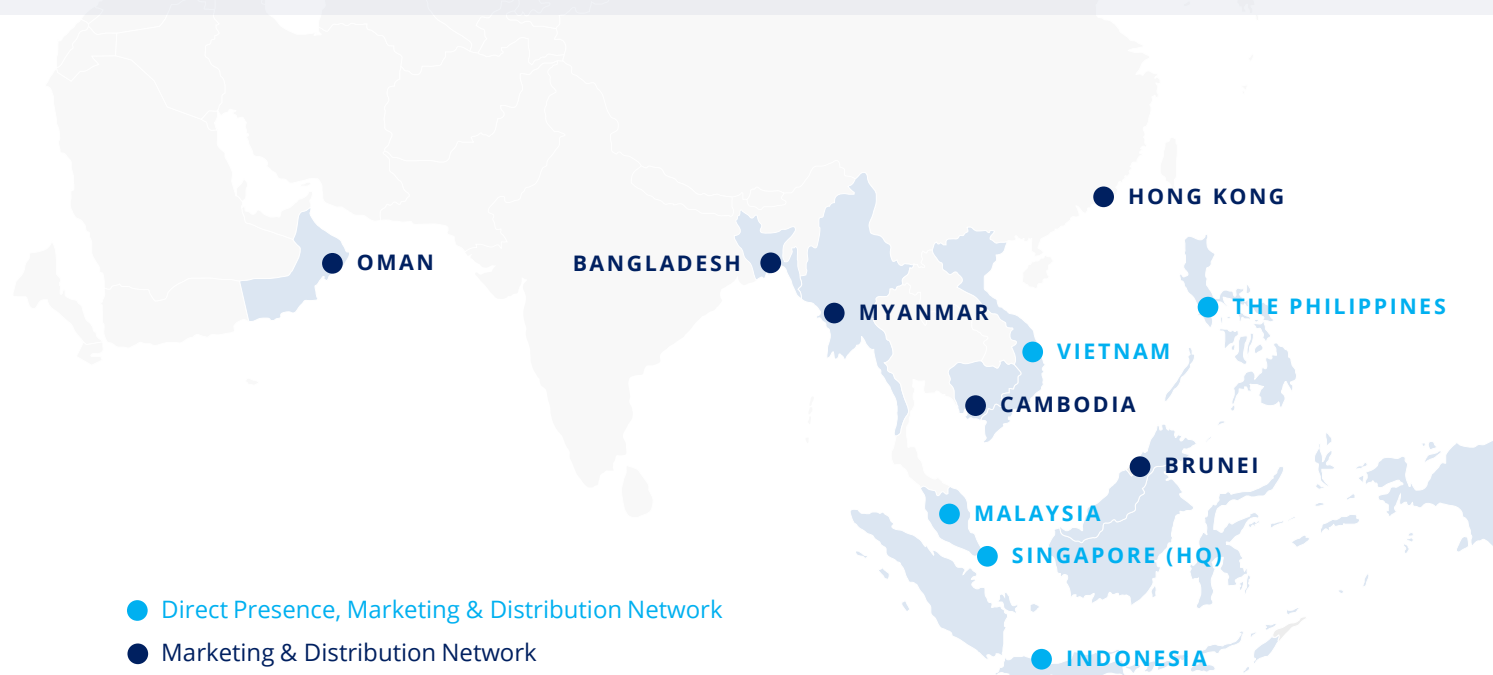 HONG KONG
OMAN
BANGLADESH
THE PHILIPPINES
MYANMAR
VIETNAM
CAMBODIA
BRUNEI
MALAYSIA
SINGAPORE (HQ)
Direct Presence, Marketing & Distribution Network
Marketing & Distribution Network
INDONESIA